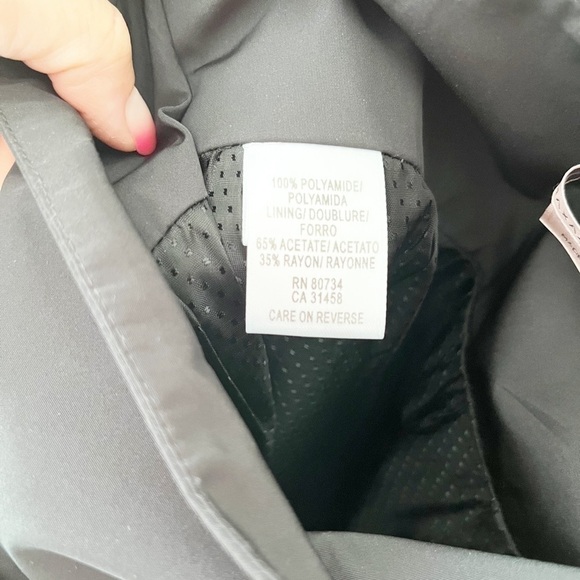 100% POLYAMIDE/
POLYAMIDA
LINING/ DOUBLURE/
FORRO
65% ACETATE/ ACETATO
35% RAYON/ RAYONNE
RN 80734
CA 31458
CARE ON REVERSE